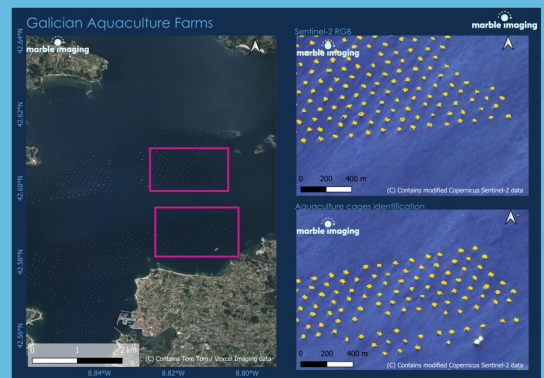 Galician Aquaculture Farms
marble imaging
42.64°N
42.62°N
42.60°N
42.58°N
42.56°N
marble imaging
0 1 2 km
(C) Contains Tom Tom / Vexcel Imaging data
8.84°W 8.82°W 8.80°W
Sentinel-2 RGB
marble imaging
0 200 400 m
(C) Contains modified Copernicus Sentinel-2 data
Aquaculture cages identification
marble imaging
0 200 400 m
(C) Contains modified Copernicus Sentinel-2 data